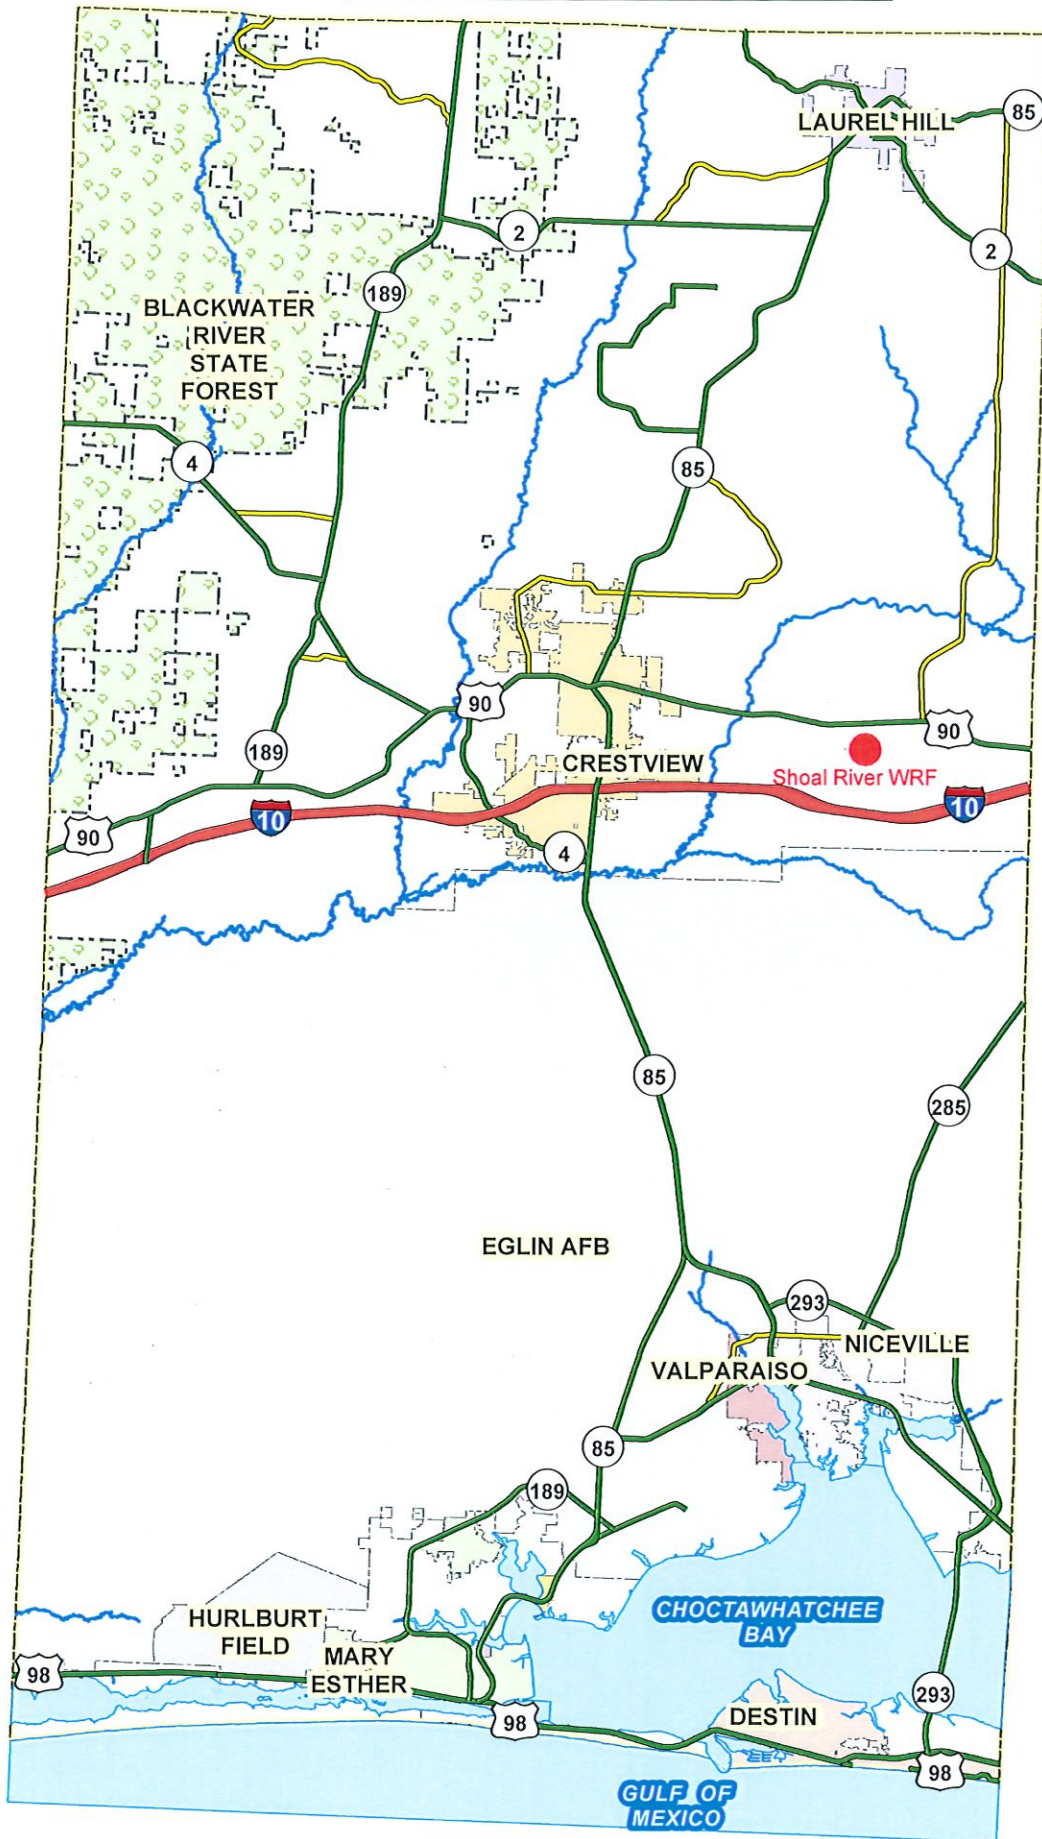 85
LAUREL HILL
2
2
189
BLACKWATER
RIVER
STATE
FOREST
4
85
90
90
189
CRESTVIEW
Shoal River WRF
10
10
90
4
85
285
EGLIN AFB
293
NICEVILLE
VALPARAISO
85
189
CHOCTAWHATCHEE
BAY
HURLBURT
FIELD
MARY
ESTHER
98
293
98
DESTIN
98
GULF OF
MEXICO